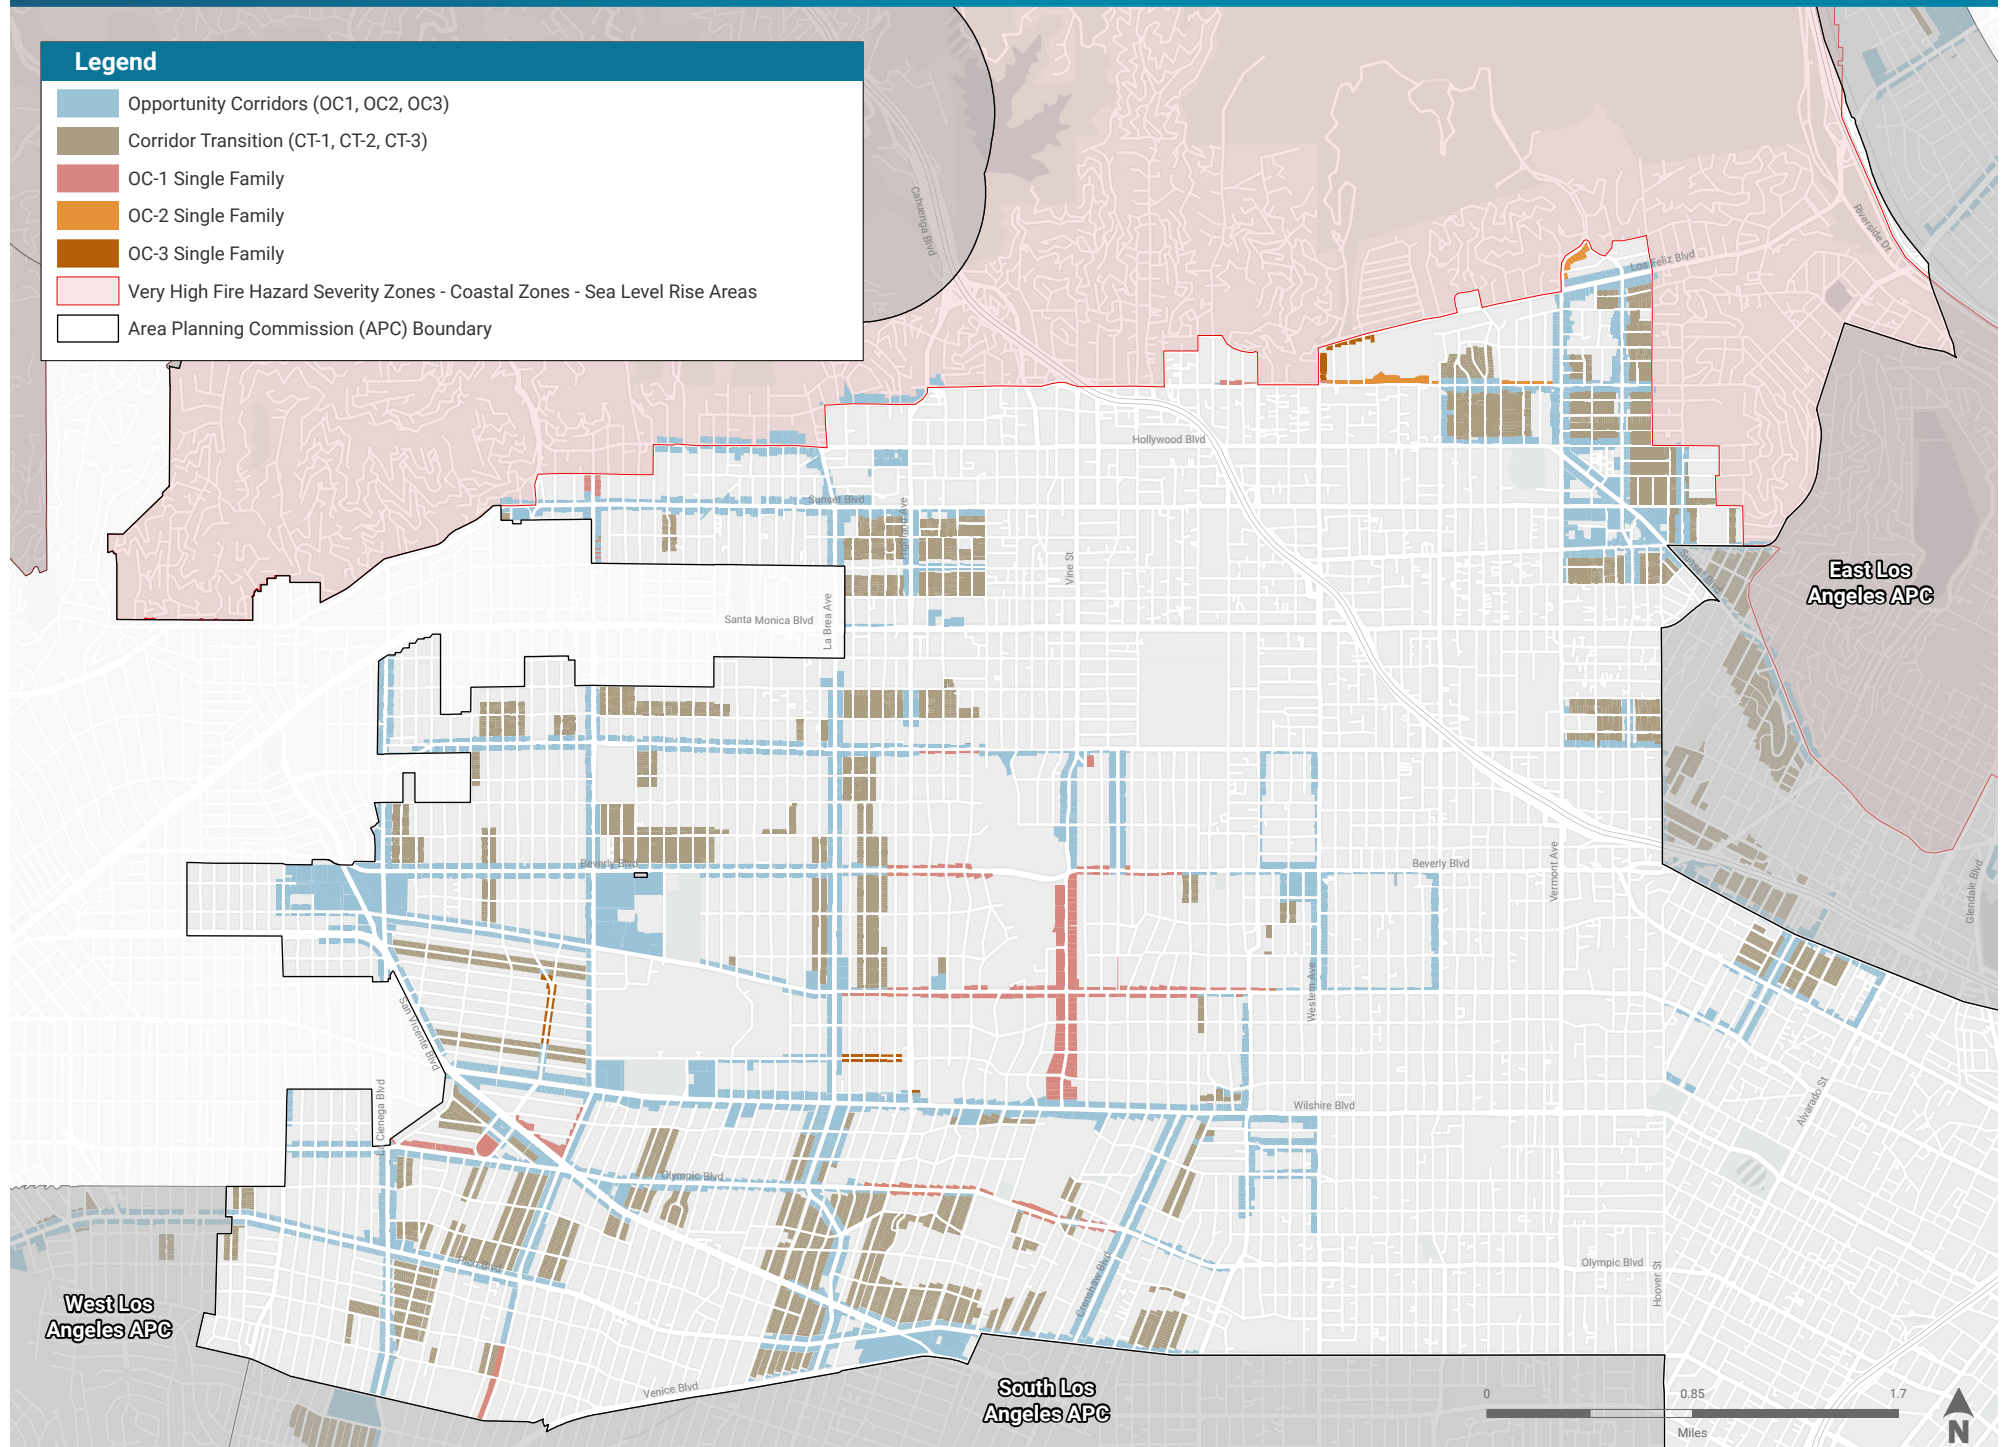 Legend
Opportunity Corridors (OC1, OC2, OC3)
Corridor Transition (CT-1, CT-2, CT-3)
OC-1 Single Family
OC-2 Single Family
OC-3 Single Family
Very High Fire Hazard Severity Zones - Coastal Zones - Sea Level Rise Areas
Area Planning Commission (APC) Boundary
Cahuenga Blvd
Riverside Dr
Los Feliz Blvd
Hollywood Blvd
Sunset Blvd
Highland Ave
Vine St
Sunset Blvd
East Los
Angeles APC
La Brea Ave
Santa Monica Blvd
Beverly Blvd
Beverly Blvd
Vermont Ave
Glendale Blvd
Western Ave
San Vicente Blvd
La Cienega Blvd
Wilshire Blvd
Alvarado St
Olympic Blvd
Pico Blvd
Crenshaw Blvd
Olympic Blvd
Hoover St
West Los
Angeles APC
Venice Blvd
South Los
Angeles APC
0 0.85 1.7
Miles
N